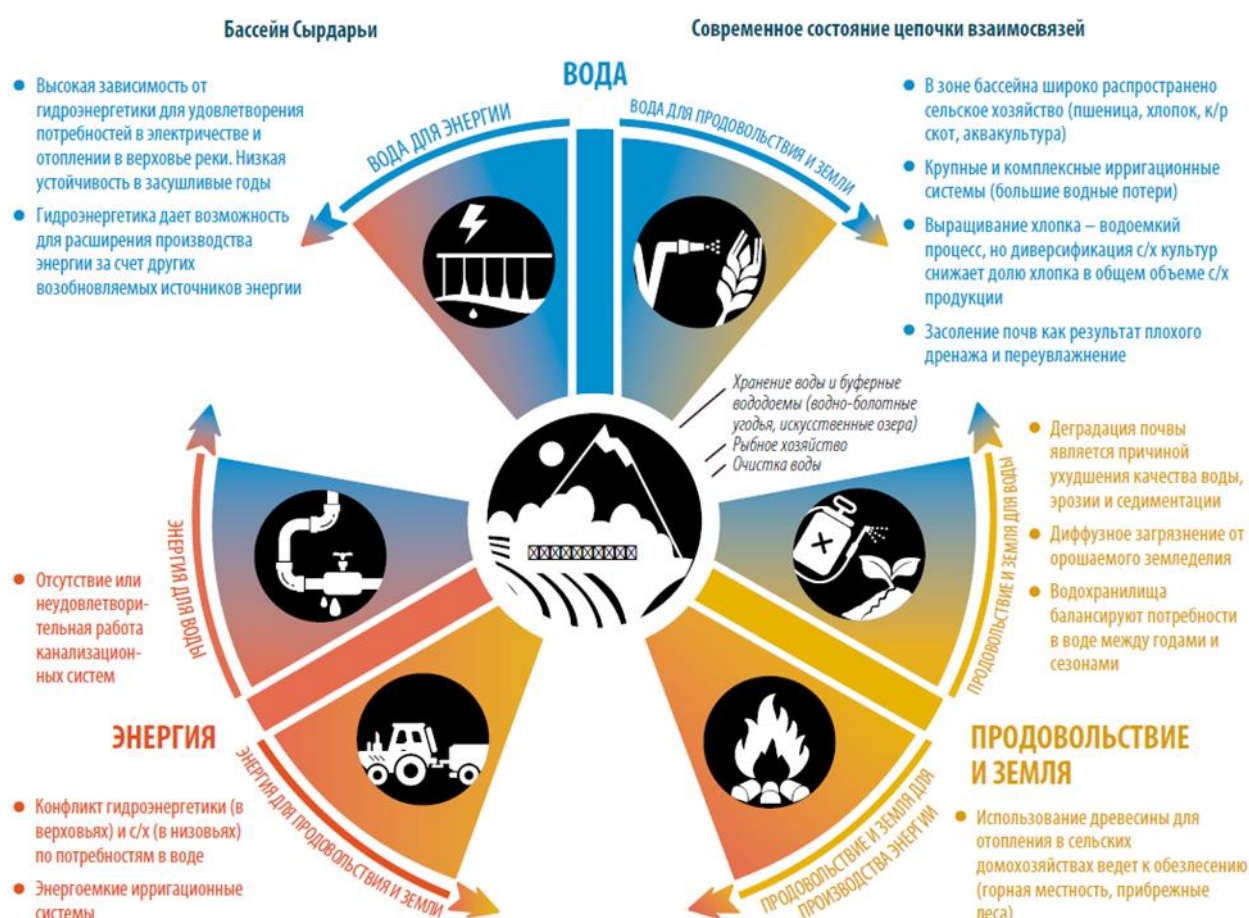 Бассейн Сырдарьи
Современное состояние цепочки взаимосвязей
ВОДА
● Высокая зависимость от
гидроэнергетики для удовлетворения
потребностей в электричестве и
отоплении в верховье реки. Низкая
устойчивость в засушливые годы
● Гидроэнергетика дает возможность
для расширения производства
энергии за счет других
возобновляемых источников энергии
ВОДА ДЛЯ ЭНЕРГИИ
ВОДА ДЛЯ ПРОДОВОЛЬСТВИЯ И ЗЕМЛИ
● В зоне бассейна широко распространено
сельское хозяйство (пшеница, хлопок, к/р
скот, аквакультура)
● Крупные и комплексные ирригационные
системы (большие водные потери)
● Выращивание хлопка – водоемкий
процесс, но диверсификация с/х культур
снижает долю хлопка в общем объеме с/х
продукции
● Засоление почв как результат плохого
дренажа и переувлажнение
Хранение воды и буферные
вододоемы (водно-болотные
угодья, искусственные озера)
Рыбное хозяйство
Очистка воды
● Деградация почвы
является причиной
ухудшения качества воды,
эрозии и седиментации
● Диффузное загрязнение от
орошаемого земледелия
● Водохранилища
балансируют потребности
в воде между годами и
сезонами
ПРОДОВОЛЬСТВИЕ И ЗЕМЛЯ ДЛЯ ВОДЫ
ЭНЕРГИЯ ДЛЯ ВОДЫ
● Отсутствие или
неудовлетвори-
тельная работа
канализацион-
ных систем
ЭНЕРГИЯ
● Конфликт гидроэнергетики (в
верховьях) и с/х (в низовьях)
по потребностям в воде
● Энергоемкие ирригационные
системы
ЭНЕРГИЯ ДЛЯ ПРОДОВОЛЬСТВИЯ И ЗЕМЛИ
ПРОДОВОЛЬСТВИЕ И ЗЕМЛЯ ДЛЯ
ПРОИЗВОДСТВА ЭНЕРГИИ
ПРОДОВОЛЬСТВИЕ
И ЗЕМЛЯ
● Использование древесины для
отопления в сельских
домохозяйствах ведет к обезлесению
(горная местность, прибрежные
леса)